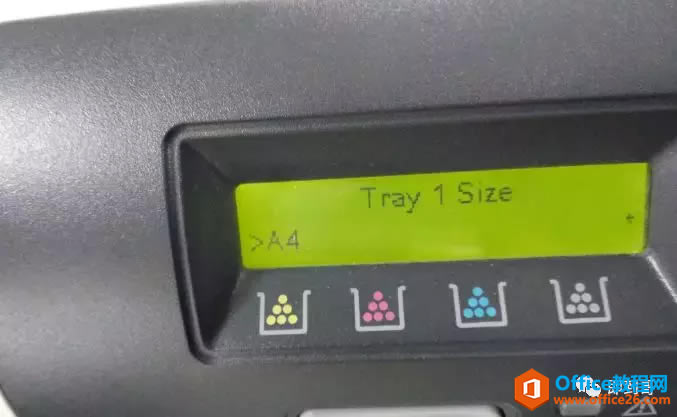 Tray 1 Size
>A4
Office教程网
www.office26.com